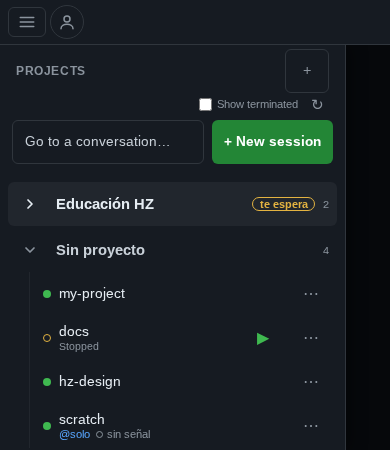 PROJECTS
+
Show terminated ↻
Go to a conversation…
+ New session
Educación HZ te espera 2
Sin proyecto 4
my-project ⋯
docs ⋯
Stopped
hz-design ⋯
scratch ⋯
@solo sin señal